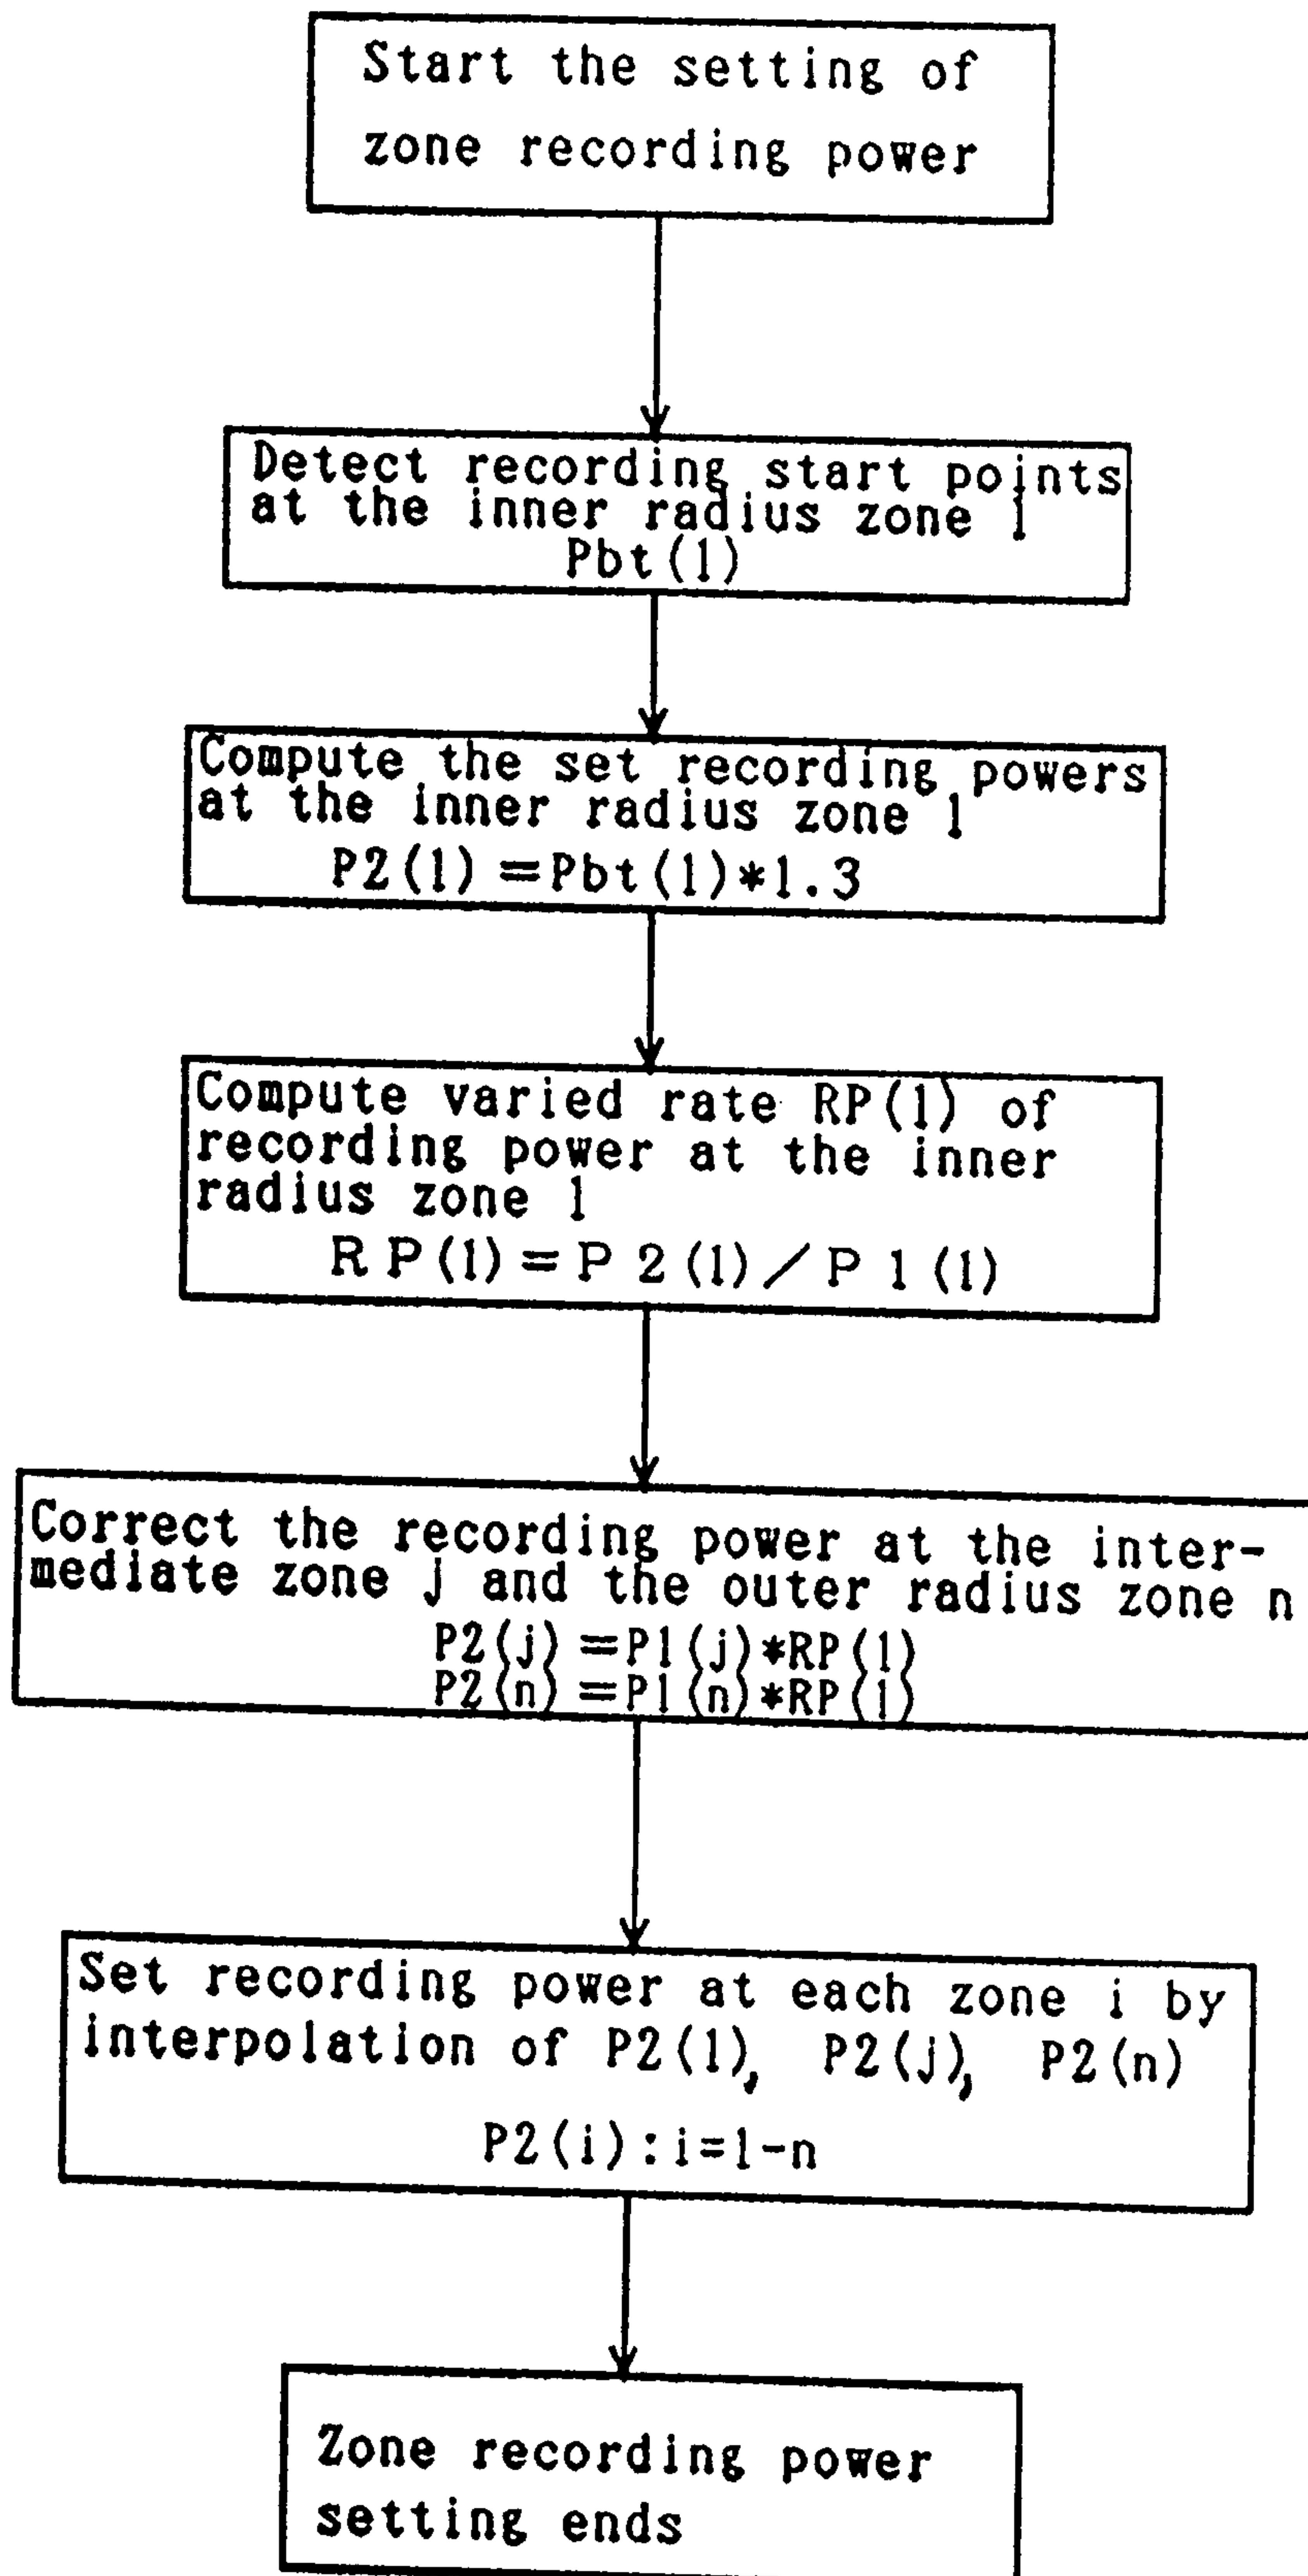 Start the setting of
zone recording power
Detect recording start points
at the inner radius zone 1
Pbt(1)
Compute the set recording powers
at the inner radius zone 1
P2(1)=Pbt(1)*1.3
Compute varied rate RP(1) of
recording power at the inner
radius zone 1
RP(1)=P2(1)/P1(1)
Correct the recording power at the inter-
mediate zone j and the outer radius zone n
P2(j)=P1(j)*RP(1)
P2(n)=P1(n)*RP(1)
Set recording power at each zone i by
interpolation of P2(1), P2(j), P2(n)
P2(i):i=1-n
Zone recording power
setting ends